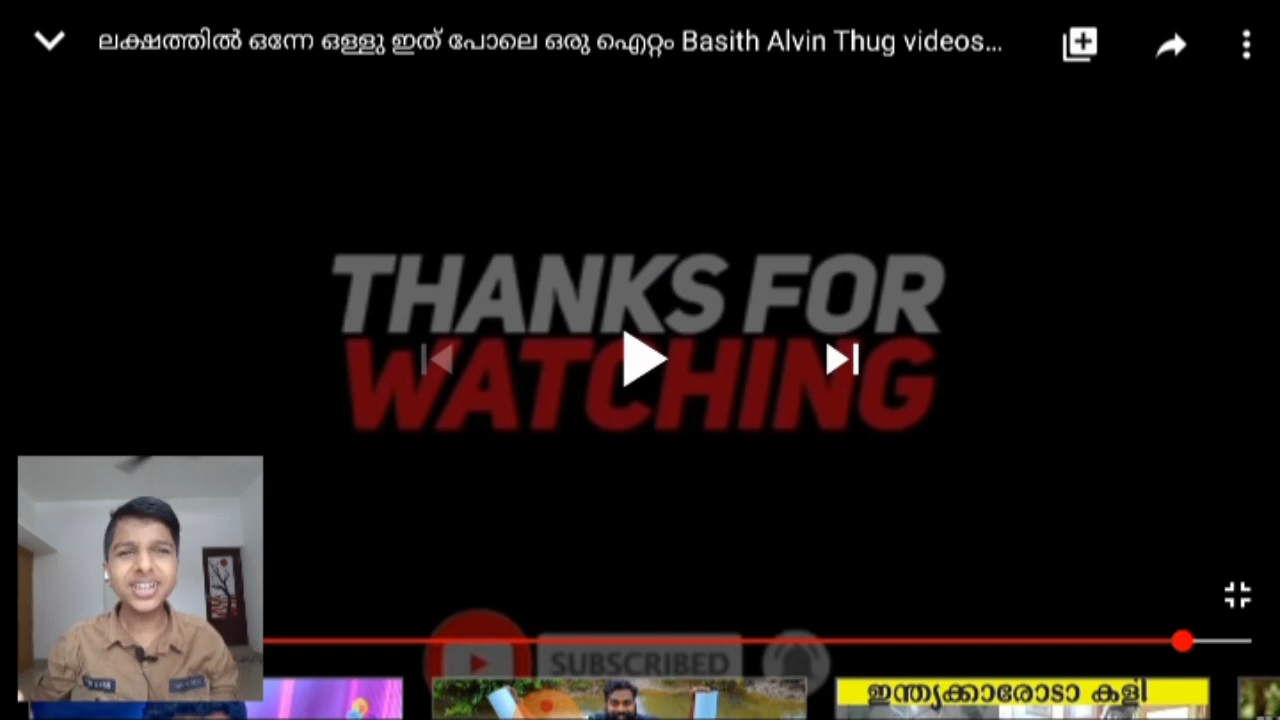 ലക്ഷത്തിൽ ഒന്നേ ഒള്ളു ഇത് പോലെ ഒരു ഐറ്റം Basith Alvin Thug videos...
THANKS FOR
WATCHING
SUBSCRIBED
ഇന്ത്യക്കാരോടാ കളി